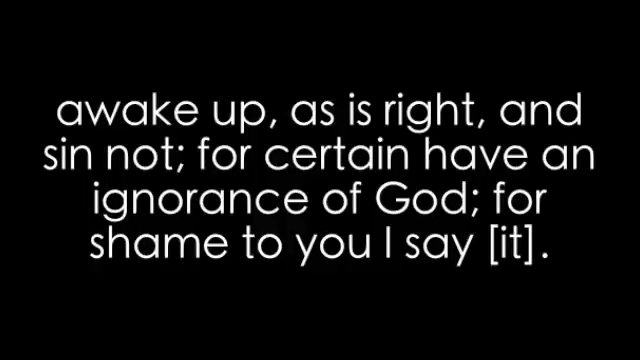 awake up, as is right, and
sin not; for certain have an
ignorance of God; for
shame to you I say [it].